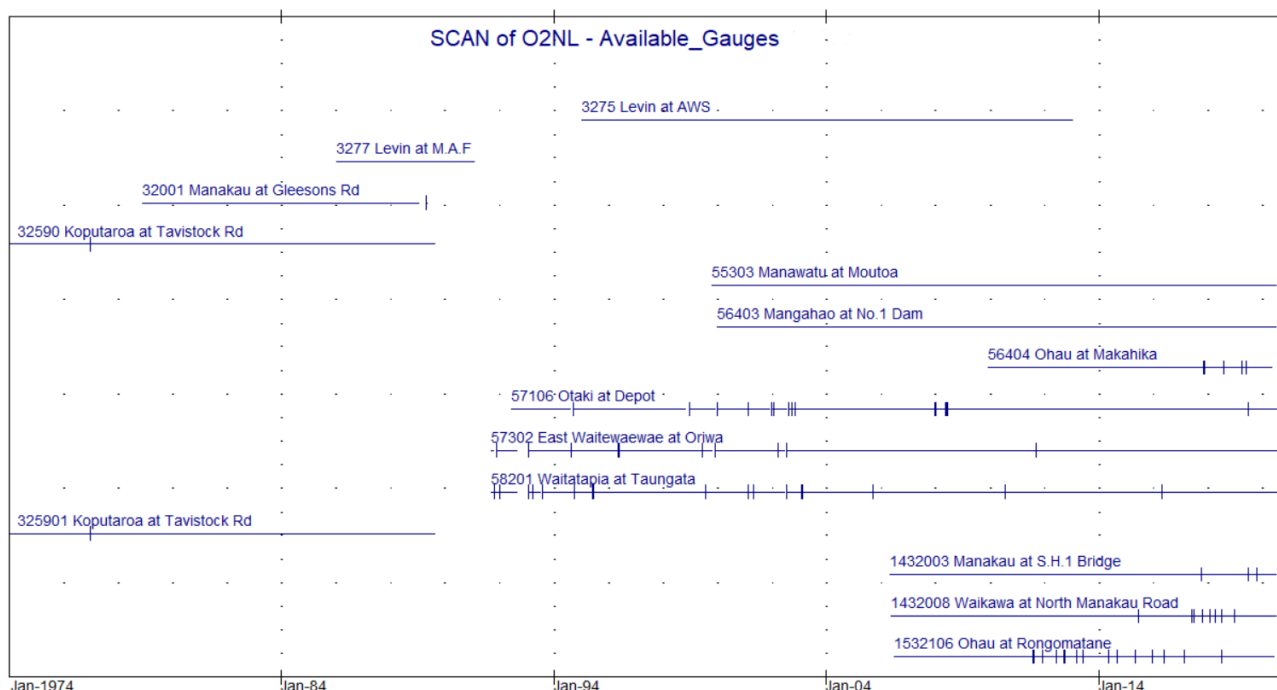 SCAN of O2NL - Available_Gauges
3275 Levin at AWS
3277 Levin at M.A.F
32001 Manakau at Gleesons Rd
32590 Koputaroa at Tavistock Rd
55303 Manawatu at Moutoa
56403 Mangahao at No.1 Dam
56404 Ohau at Makahika
57106 Otaki at Depot
57302 East Waitewaewae at Oriwa
58201 Waitatapia at Taungata
325901 Koputaroa at Tavistock Rd
1432003 Manakau at S.H.1 Bridge
1432008 Waikawa at North Manakau Road
1532106 Ohau at Rongomatane
Jan-1974 Jan-84 Jan-94 Jan-04 Jan-14